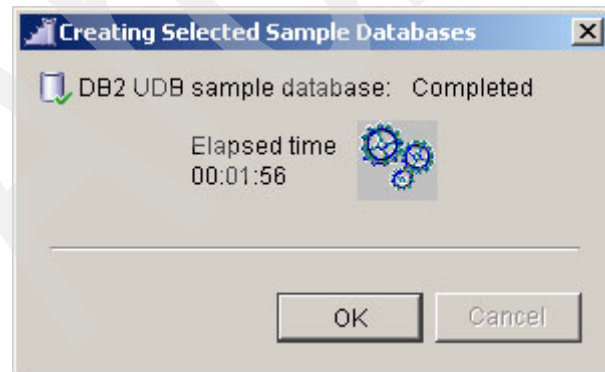 Creating Selected Sample Databases
DB2 UDB sample database: Completed
Elapsed time
00:01:56
OK
Cancel